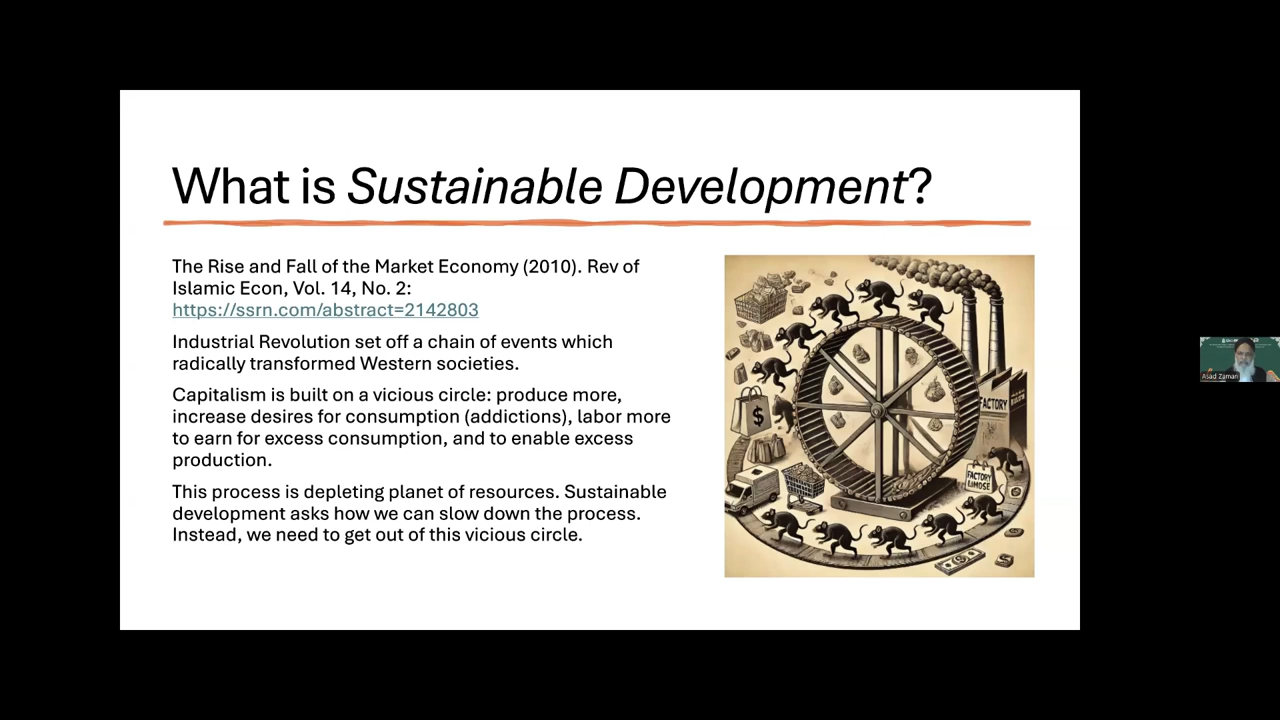 What is Sustainable Development?
The Rise and Fall of the Market Economy (2010). Rev of
Islamic Econ, Vol. 14, No. 2:
https://ssrn.com/abstract=2142803
Industrial Revolution set off a chain of events which
radically transformed Western societies.
Capitalism is built on a vicious circle: produce more,
increase desires for consumption (addictions), labor more
to earn for excess consumption, and to enable excess
production.
This process is depleting planet of resources. Sustainable
development asks how we can slow down the process.
Instead, we need to get out of this vicious circle.
$
FACTORY
FACTORY
Asad Zaman